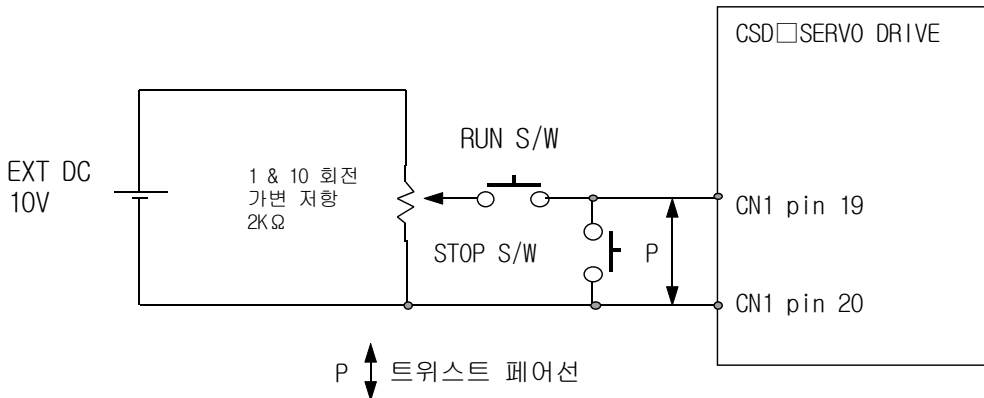 CSD□SERVO DRIVE
EXT DC
10V
1 & 10 회전
가변 저항
2KΩ
RUN S/W
STOP S/W
P
CN1 pin 19
CN1 pin 20
P 트위스트 페어선